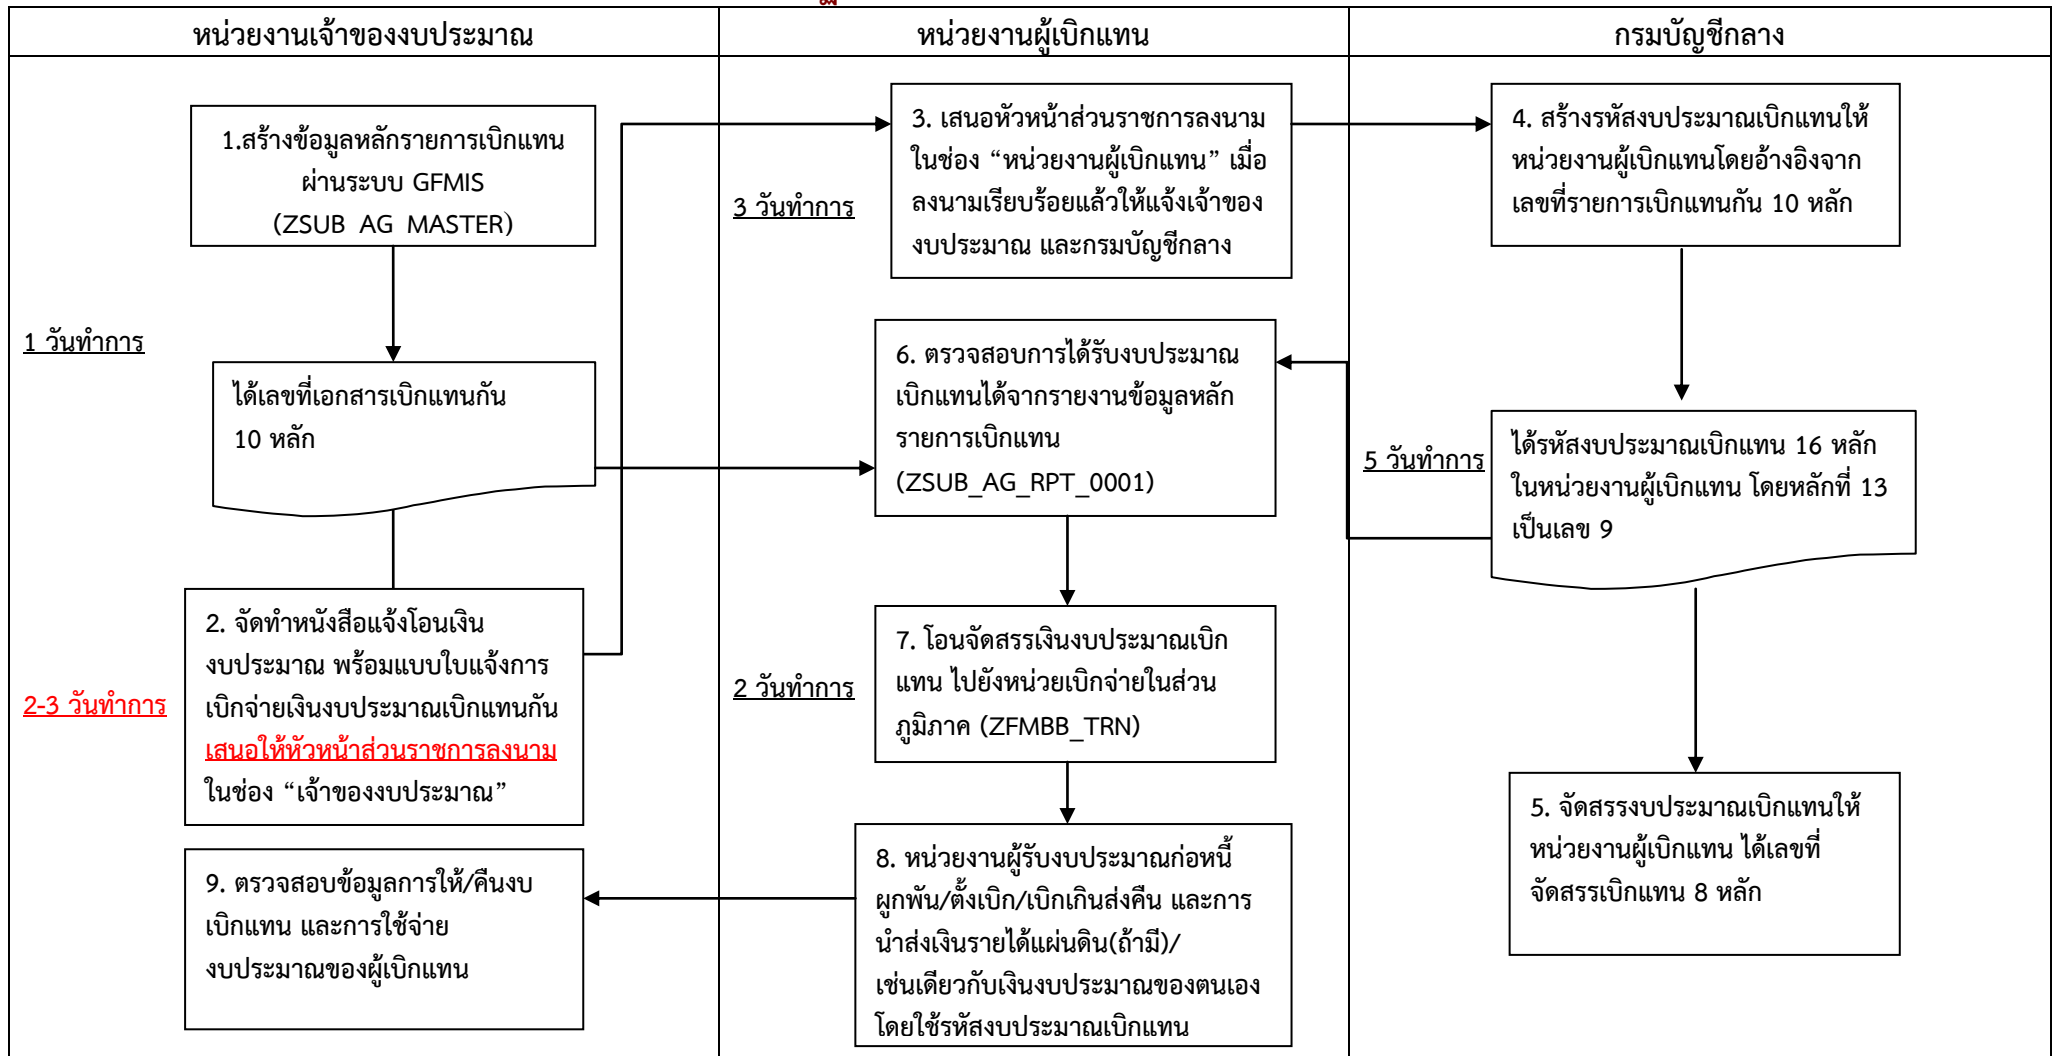 หน่วยงานเจ้าของงบประมาณ
หน่วยงานผู้เบิกแทน
กรมบัญชีกลาง
1.สร้างข้อมูลหลักรายการเบิกแทน
ผ่านระบบ GFMIS
(ZSUB_AG_MASTER)
1 วันทำการ
ได้เลขที่เอกสารเบิกแทนกัน
10 หลัก
2-3 วันทำการ
2. จัดทำหนังสือแจ้งโอนเงิน
งบประมาณ พร้อมแบบใบแจ้งการ
เบิกจ่ายเงินงบประมาณเบิกแทนกัน
เสนอให้หัวหน้าส่วนราชการลงนาม
ในช่อง “เจ้าของงบประมาณ”
3 วันทำการ
3. เสนอหัวหน้าส่วนราชการลงนาม
ในช่อง “หน่วยงานผู้เบิกแทน” เมื่อ
ลงนามเรียบร้อยแล้วให้แจ้งเจ้าของ
งบประมาณ และกรมบัญชีกลาง
4. สร้างรหัสงบประมาณเบิกแทนให้
หน่วยงานผู้เบิกแทนโดยอ้างอิงจาก
เลขที่รายการเบิกแทนกัน 10 หลัก
5 วันทำการ
ได้รหัสงบประมาณเบิกแทน 16 หลัก
ในหน่วยงานผู้เบิกแทน โดยหลักที่ 13
เป็นเลข 9
5. จัดสรรงบประมาณเบิกแทนให้
หน่วยงานผู้เบิกแทน ได้เลขที่
จัดสรรเบิกแทน 8 หลัก
6. ตรวจสอบการได้รับงบประมาณ
เบิกแทนได้จากรายงานข้อมูลหลัก
รายการเบิกแทน
(ZSUB_AG_RPT_0001)
2 วันทำการ
7. โอนจัดสรรเงินงบประมาณเบิก
แทน ไปยังหน่วยเบิกจ่ายในส่วน
ภูมิภาค (ZFMBB_TRN)
8. หน่วยงานผู้รับงบประมาณก่อหนี้
ผูกพัน/ตั้งเบิก/เบิกเกินส่งคืน และการ
นำส่งเงินรายได้แผ่นดิน(ถ้ามี)/
เช่นเดียวกับเงินงบประมาณของตนเอง
โดยใช้รหัสงบประมาณเบิกแทน
9. ตรวจสอบข้อมูลการให้/คืนงบ
เบิกแทน และการใช้จ่าย
งบประมาณของผู้เบิกแทน